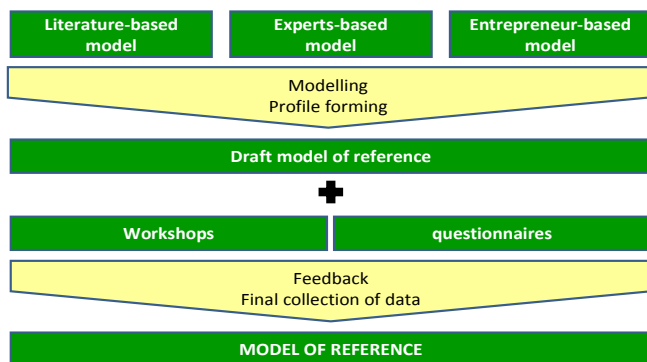 Literature-based
model
Experts-based
model
Entrepreneur-based
model
Modelling
Profile forming
Draft model of reference
Workshops
questionnaires
Feedback
Final collection of data
MODEL OF REFERENCE